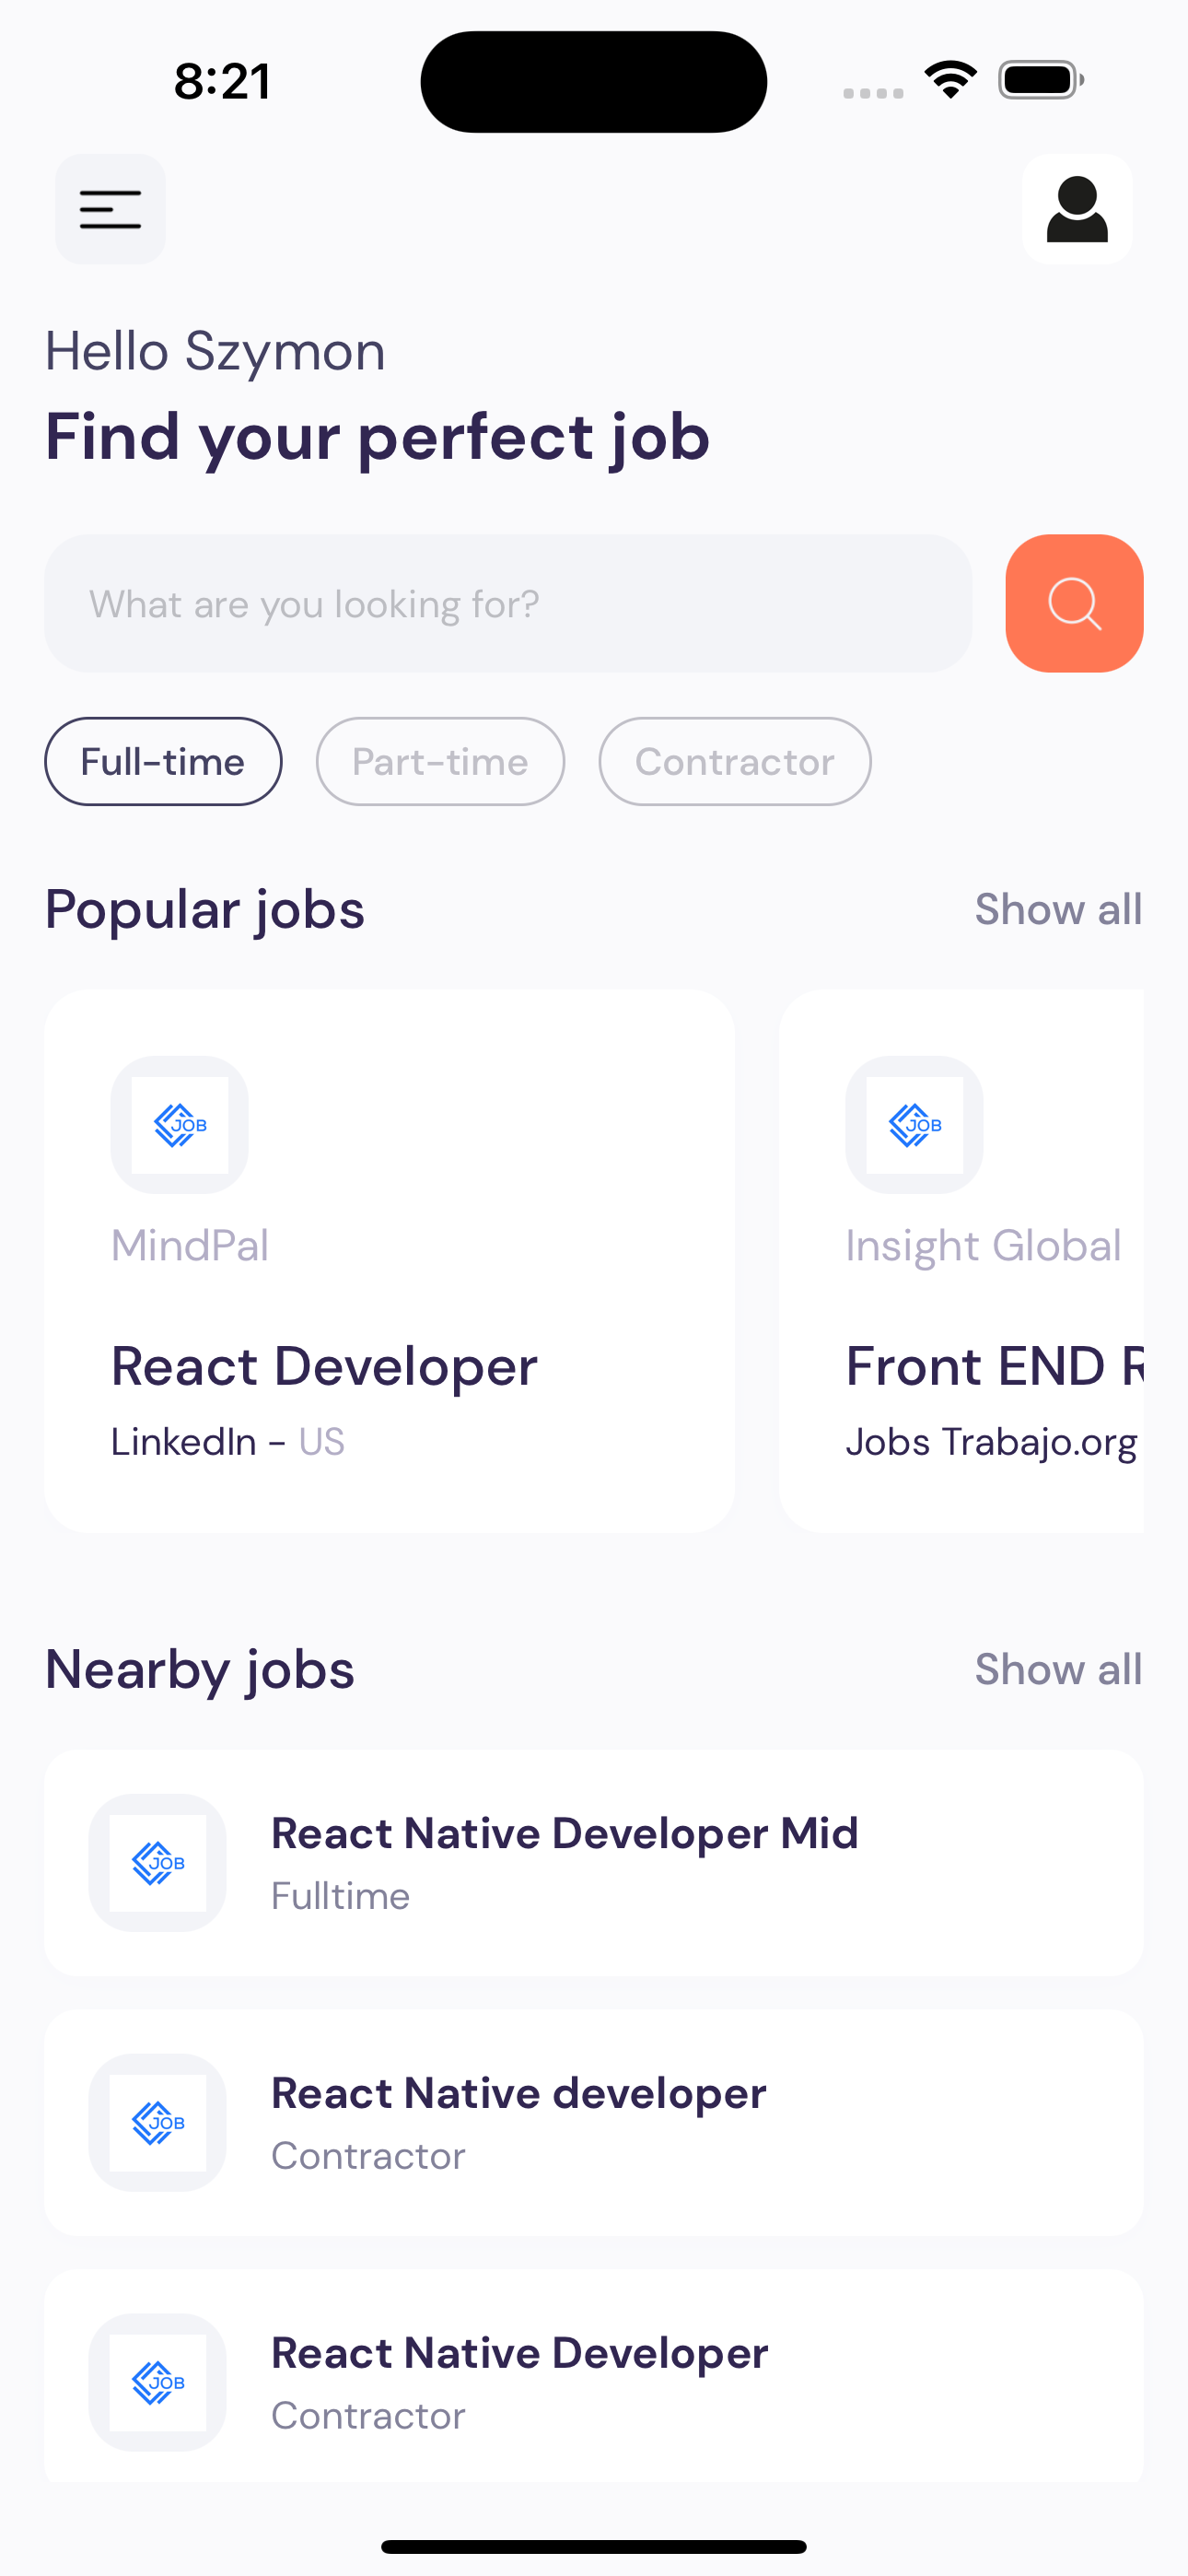 8:21
Hello Szymon
Find your perfect job
What are you looking for?
Full-time
Part-time
Contractor
Popular jobs
Show all
JOB
MindPal
React Developer
LinkedIn - US
JOB
Insight Global
Front END R
Jobs Trabajo.org
Nearby jobs
Show all
JOB
React Native Developer Mid
Fulltime
JOB
React Native developer
Contractor
JOB
React Native Developer
Contractor